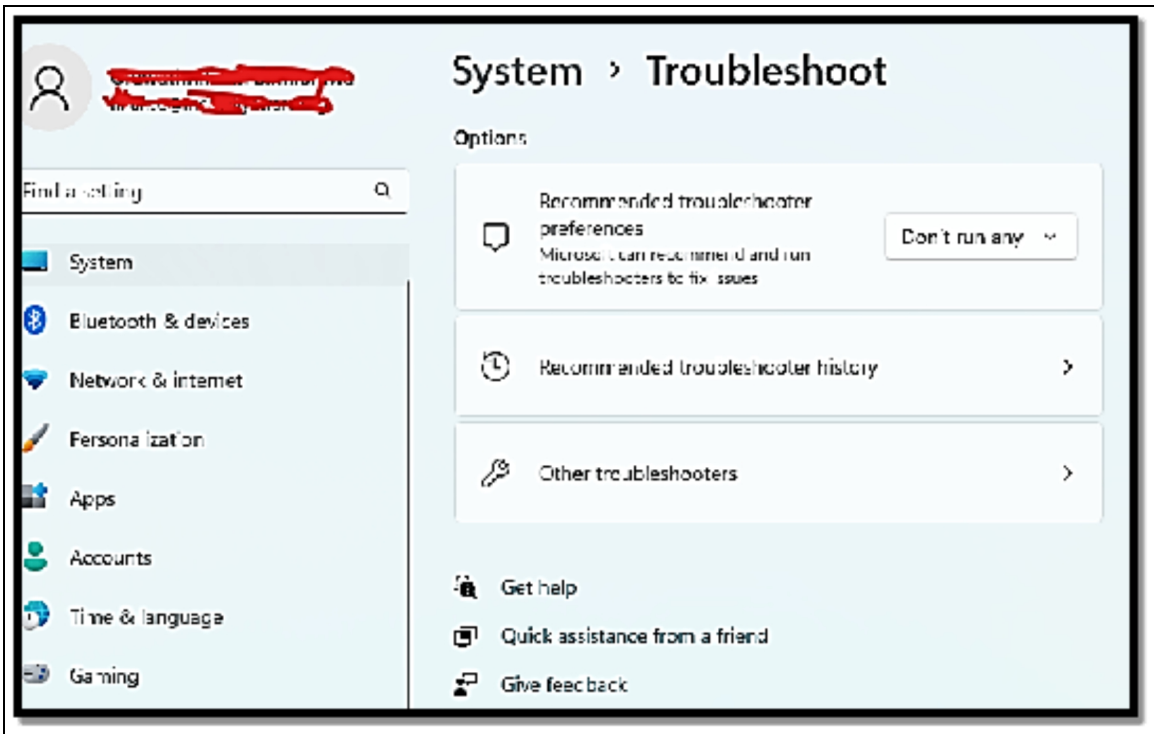 System > Troubleshoot
Find a setting
System
Bluetooth & devices
Network & internet
Personalization
Apps
Accounts
Time & language
Gaming
Options
Recommended troubleshooter
preferences
Microsoft can recommend and run
troubleshooters to fix issues
Don't run any
Recommended troubleshooter history
Other troubleshooters
Get help
Quick assistance from a friend
Give feedback